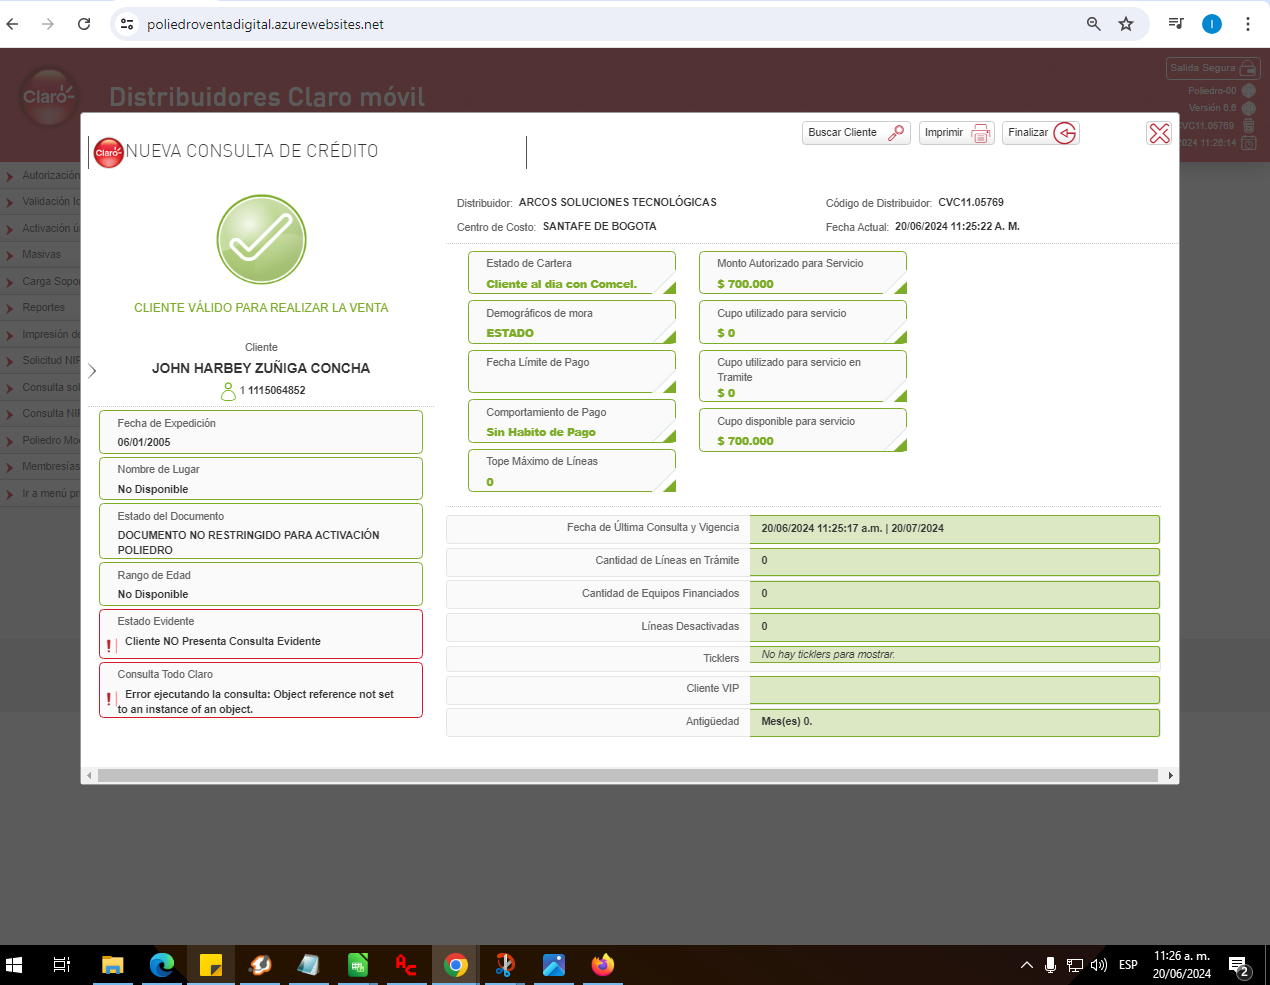 poliedroventadigital.azurewebsites.net
I
Claro
Distribuidores Claro móvil
Salida Segura
Poliedro-00
Versión 6.6
CVC11.05769
2024 11:26:14
Autorización
Activación ú
Masivas
Carga Sopor
Reportes
Impresión de
Solicitud NIP
Consulta sol
Consulta NIP
Poliedro Mo
Membresías
Ir a menú pr
Buscar Cliente
Imprimir
Finalizar
Claro
NUEVA CONSULTA DE CRÉDITO
CLIENTE VÁLIDO PARA REALIZAR LA VENTA
Cliente
JOHN HARBEY ZUÑIGA CONCHA
1 1115064852
Fecha de Expedición
06/01/2005
Nombre de Lugar
No Disponible
Estado del Documento
DOCUMENTO NO RESTRINGIDO PARA ACTIVACIÓN
POLIEDRO
Rango de Edad
No Disponible
Estado Evidente
! Cliente NO Presenta Consulta Evidente
Consulta Todo Claro
! Error ejecutando la consulta: Object reference not set
to an instance of an object.
Distribuidor: ARCOS SOLUCIONES TECNOLÓGICAS
Código de Distribuidor: CVC11.05769
Centro de Costo: SANTAFE DE BOGOTA
Fecha Actual: 20/06/2024 11:25:22 A. M.
Estado de Cartera
Cliente al dia con Comcel.
Demográficos de mora
ESTADO
Fecha Límite de Pago
Comportamiento de Pago
Sin Habito de Pago
Tope Máximo de Líneas
0
Monto Autorizado para Servicio
$ 700.000
Cupo utilizado para servicio
$ 0
Cupo utilizado para servicio en
Tramite
$ 0
Cupo disponible para servicio
$ 700.000
Fecha de Última Consulta y Vigencia 20/06/2024 11:25:17 a.m. | 20/07/2024
Cantidad de Líneas en Trámite 0
Cantidad de Equipos Financiados 0
Líneas Desactivadas 0
Ticklers No hay ticklers para mostrar.
Cliente VIP
Antigüedad Mes(es) 0.
ESP
11:26 a. m.
20/06/2024
2